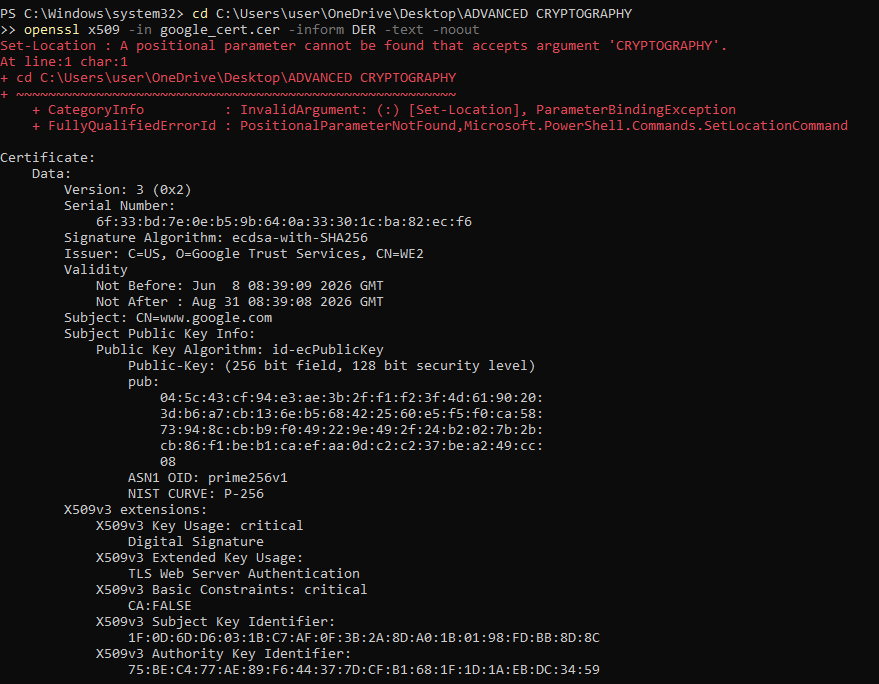 PS C:\Windows\system32> cd C:\Users\user\OneDrive\Desktop\ADVANCED CRYPTOGRAPHY
>> openssl x509 -in google_cert.cer -inform DER -text -noout
Set-Location : A positional parameter cannot be found that accepts argument 'CRYPTOGRAPHY'.
At line:1 char:1
+ cd C:\Users\user\OneDrive\Desktop\ADVANCED CRYPTOGRAPHY
+ ~~~~~~~~~~~~~~~~~~~~~~~~~~~~~~~~~~~~~~~~~~~~~~~~~~~~~~~
    + CategoryInfo          : InvalidArgument: (:) [Set-Location], ParameterBindingException
    + FullyQualifiedErrorId : PositionalParameterNotFound,Microsoft.PowerShell.Commands.SetLocationCommand

Certificate:
    Data:
        Version: 3 (0x2)
        Serial Number:
            6f:33:bd:7e:0e:b5:9b:64:0a:33:30:1c:ba:82:ec:f6
        Signature Algorithm: ecdsa-with-SHA256
        Issuer: C=US, O=Google Trust Services, CN=WE2
        Validity
            Not Before: Jun  8 08:39:09 2026 GMT
            Not After : Aug 31 08:39:08 2026 GMT
        Subject: CN=www.google.com
        Subject Public Key Info:
            Public Key Algorithm: id-ecPublicKey
                Public-Key: (256 bit field, 128 bit security level)
                pub:
                    04:5c:43:cf:94:e3:ae:3b:2f:f1:f2:3f:4d:61:90:20:
                    3d:b6:a7:cb:13:6e:b5:68:42:25:60:e5:f5:f0:ca:58:
                    73:94:8c:cb:b9:f0:49:22:9e:49:2f:24:b2:02:7b:2b:
                    cb:86:f1:be:b1:ca:ef:aa:0d:c2:c2:37:be:a2:49:cc:
                    08
                ASN1 OID: prime256v1
                NIST CURVE: P-256
        X509v3 extensions:
            X509v3 Key Usage: critical
                Digital Signature
            X509v3 Extended Key Usage:
                TLS Web Server Authentication
            X509v3 Basic Constraints: critical
                CA:FALSE
            X509v3 Subject Key Identifier:
                1F:0D:6D:D6:03:1B:C7:AF:0F:3B:2A:8D:A0:1B:01:98:FD:BB:8D:8C
            X509v3 Authority Key Identifier:
                75:BE:C4:77:AE:89:F6:44:37:7D:CF:B1:68:1F:1D:1A:EB:DC:34:59